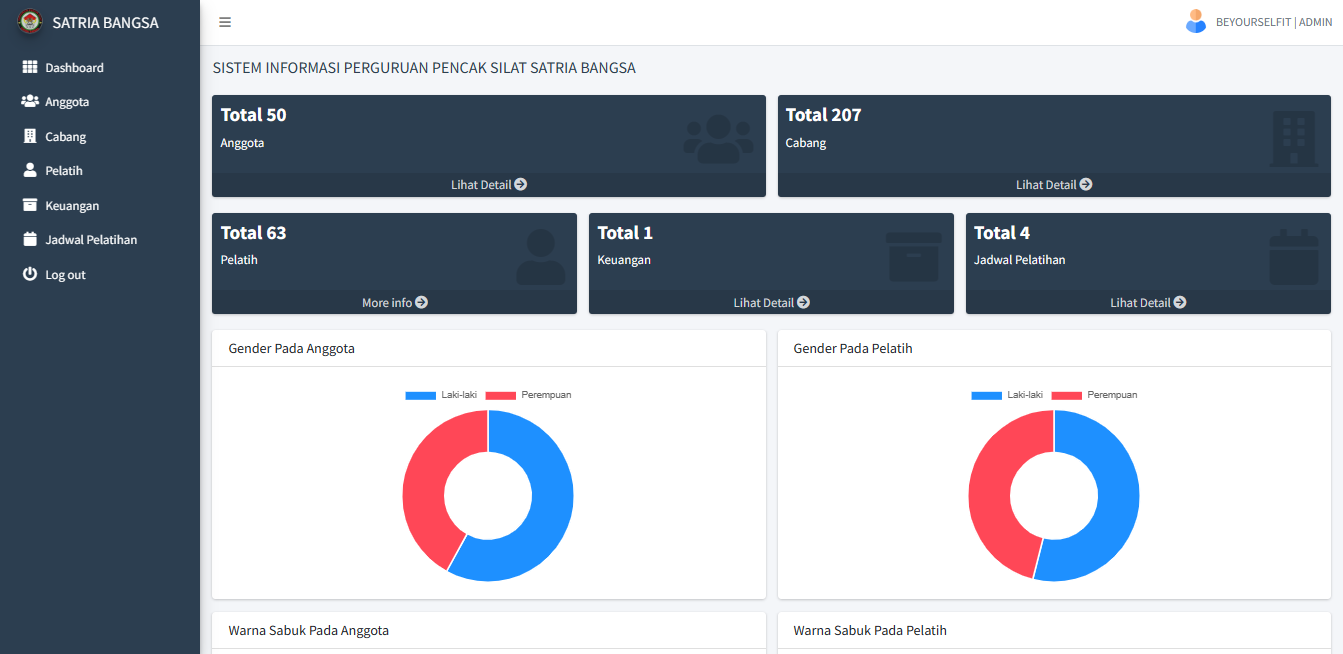 SATRIA BANGSA
BEYOURSELFIT | ADMIN
Dashboard
Anggota
Cabang
Pelatih
Keuangan
Jadwal Pelatihan
Log out
SISTEM INFORMASI PERGURUAN PENCAK SILAT SATRIA BANGSA
Total 50
Anggota
Lihat Detail
Total 207
Cabang
Lihat Detail
Total 63
Pelatih
More info
Total 1
Keuangan
Lihat Detail
Total 4
Jadwal Pelatihan
Lihat Detail
Gender Pada Anggota
Laki-laki Perempuan
Gender Pada Pelatih
Laki-laki Perempuan
Warna Sabuk Pada Anggota
Warna Sabuk Pada Pelatih